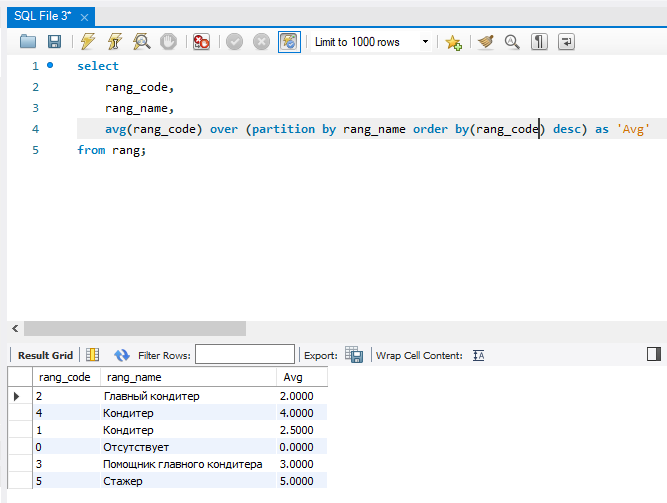 SQL File 3*
Limit to 1000 rows
1 select
2 rang_code,
3 rang_name,
4 avg(rang_code) over (partition by rang_name order by(rang_code) desc) as 'Avg'
5 from rang;
Result Grid Filter Rows: Export: Wrap Cell Content:
rang_code rang_name Avg
2 Главный кондитер 2.0000
4 Кондитер 4.0000
1 Кондитер 2.5000
0 Отсутствует 0.0000
3 Помощник главного кондитера 3.0000
5 Стажер 5.0000